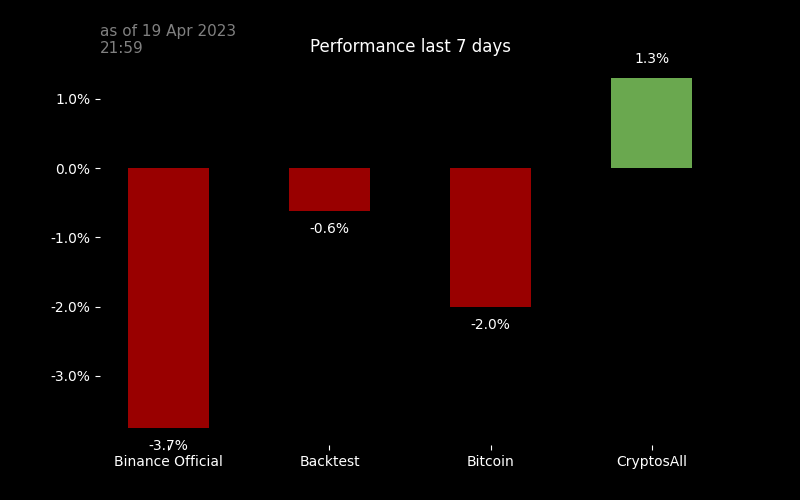 as of 19 Apr 2023
21:59
Performance last 7 days
1.3%
1.0%
0.0%
-1.0%
-0.6%
-2.0%
-2.0%
-3.0%
-3.7%
Binance Official
Backtest
Bitcoin
CryptosAll